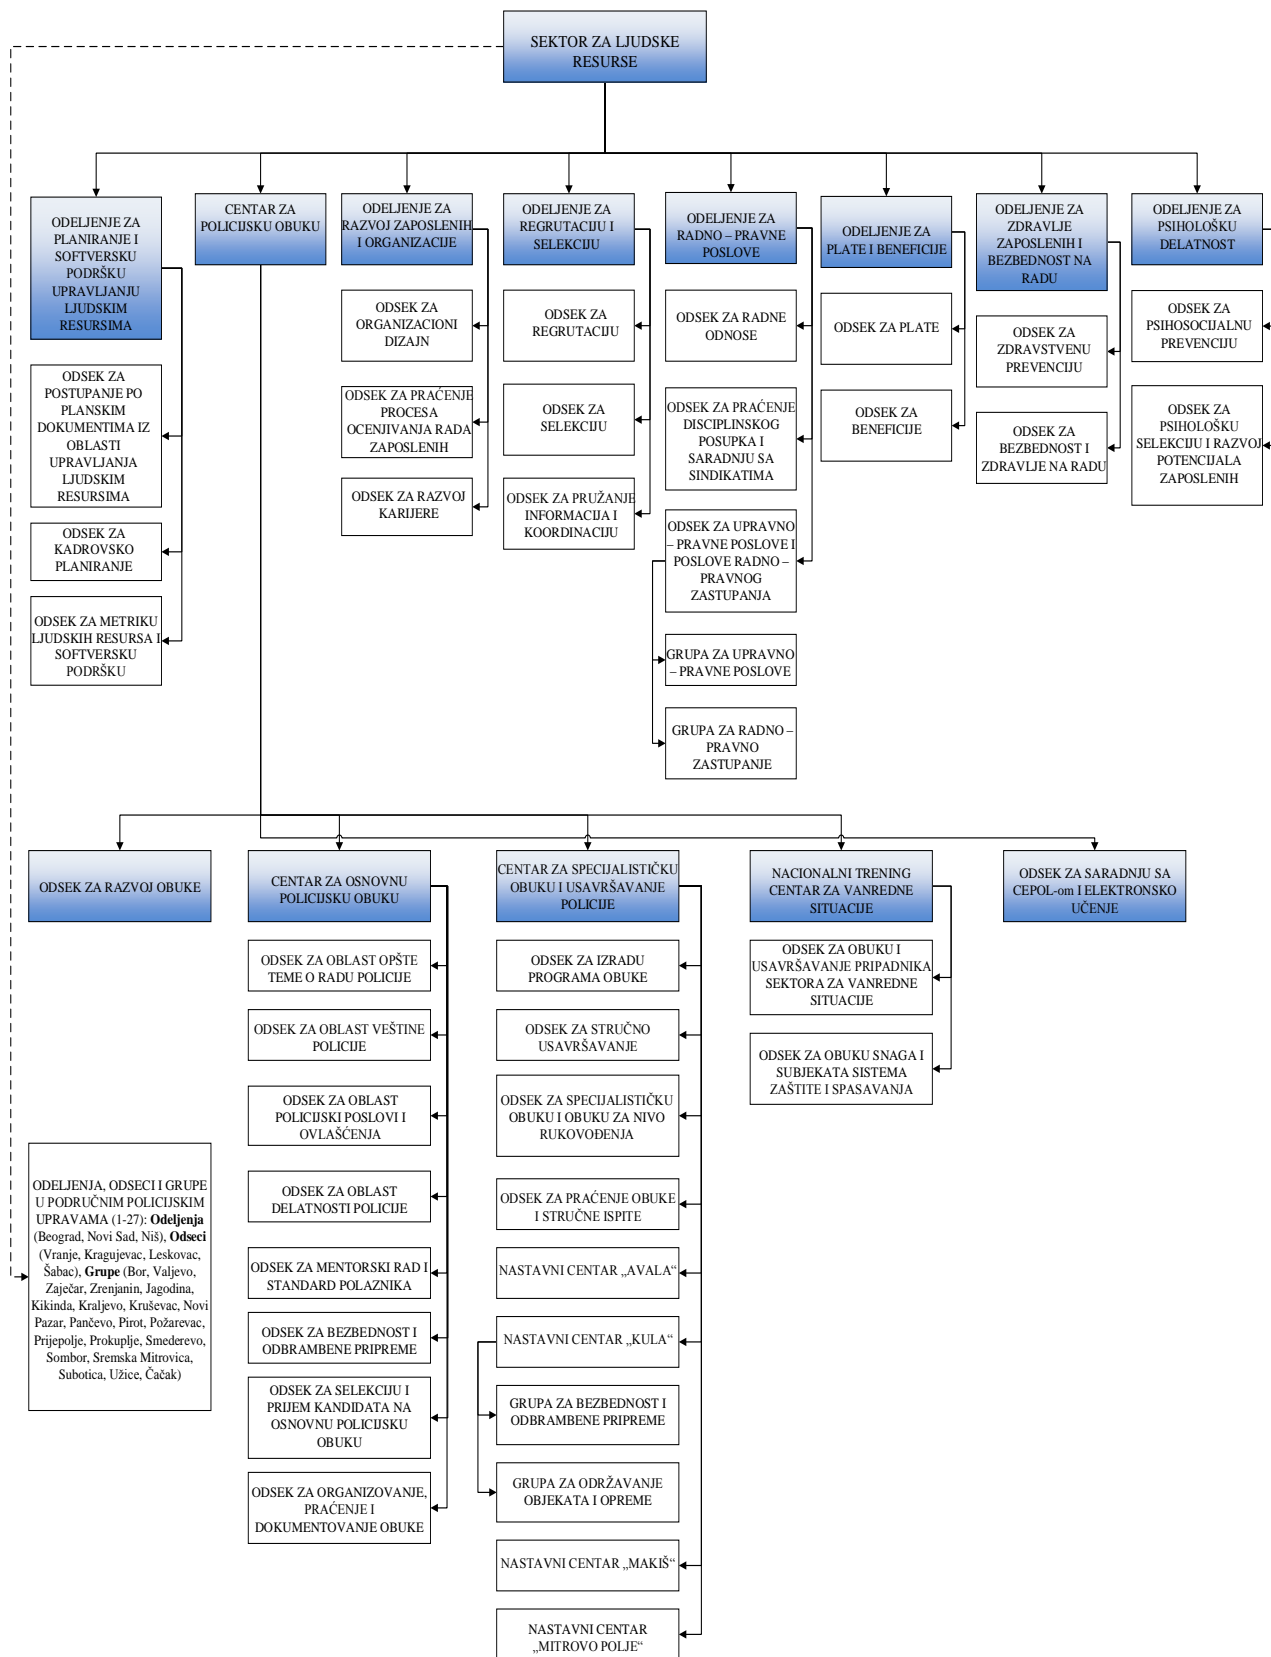 SEKTOR ZA LJUDSKE
RESURSE
ODELJENJE ZA
PLANIRANJE I
SOFTVERSKU
PODRŠKU
UPRAVLJANJU
LJUDSKIM
RESURSIMA
CENTAR ZA
POLICIJSKU OBUKU
ODELJENJE ZA
RAZVOJ ZAPOSLENIH
I ORGANIZACIJE
ODELJENJE ZA
REGRUTACIJU I
SELEKCIJU
ODELJENJE ZA
RADNO – PRAVNE
POSLOVE
ODELJENJE ZA
PLATE I BENEFICIJE
ODELJENJE ZA
ZDRAVLJE
ZAPOSLENIH I
BEZBEDNOST NA
RADU
ODELJENJE ZA
PSIHOLOŠKU
DELATNOST
ODSEK ZA
POSTUPANJE PO
PLANSKIM
DOKUMENTIMA IZ
OBLASTI
UPRAVLJANJA
LJUDSKIM
RESURSIMA
ODSEK ZA
KADROVSKO
PLANIRANJE
ODSEK ZA METRIKU
LJUDSKIH RESURSA I
SOFTVERSKU
PODRŠKU
ODSEK ZA
ORGANIZACIONI
DIZAJN
ODSEK ZA PRAĆENJE
PROCESA
OCENJIVANJA RADA
ZAPOSLENIH
ODSEK ZA RAZVOJ
KARIJERE
ODSEK ZA
REGRUTACIJU
ODSEK ZA
SELEKCIJU
ODSEK ZA PRUŽANJE
INFORMACIJA I
KOORDINACIJU
ODSEK ZA RADNE
ODNOSE
ODSEK ZA PRAĆENJE
DISCIPLINSKOG
POSUPKA I
SARADNJU SA
SINDIKATIMA
ODSEK ZA UPRAVNO
– PRAVNE POSLOVE I
POSLOVE RADNO –
PRAVNOG
ZASTUPANJA
GRUPA ZA UPRAVNO
– PRAVNE POSLOVE
GRUPA ZA RADNO –
PRAVNO
ZASTUPANJE
ODSEK ZA PLATE
ODSEK ZA
BENEFICIJE
ODSEK ZA
ZDRAVSTVENU
PREVENCIJU
ODSEK ZA
BEZBEDNOST I
ZDRAVLJE NA RADU
ODSEK ZA
PSIHOSOCIJALNU
PREVENCIJU
ODSEK ZA
PSIHOLOŠKU
SELEKCIJU I RAZVOJ
POTENCIJALA
ZAPOSLENIH
ODSEK ZA RAZVOJ OBUKE
CENTAR ZA OSNOVNU
POLICIJSKU OBUKU
CENTAR ZA SPECIJALISTIČKU
OBUKU I USAVRŠAVANJE
POLICIJE
NACIONALNI TRENING
CENTAR ZA VANREDNE
SITUACIJE
ODSEK ZA SARADNJU SA
CEPOL-om I ELEKTRONSKO
UČENJE
ODSEK ZA OBLAST OPŠTE
TEME O RADU POLICIJE
ODSEK ZA OBLAST VEŠTINE
POLICIJE
ODSEK ZA OBLAST
POLICIJSKI POSLOVI I
OVLAŠĆENJA
ODSEK ZA OBLAST
DELATNOSTI POLICIJE
ODSEK ZA MENTORSKI RAD I
STANDARD POLAZNIKA
ODSEK ZA BEZBEDNOST I
ODBRAMBENE PRIPREME
ODSEK ZA SELEKCIJU I
PRIJEM KANDIDATA NA
OSNOVNU POLICIJSKU
OBUKU
ODSEK ZA ORGANIZOVANJE,
PRAĆENJE I
DOKUMENTOVANJE OBUKE
ODSEK ZA IZRADU
PROGRAMA OBUKE
ODSEK ZA STRUČNO
USAVRŠAVANJE
ODSEK ZA SPECIJALISTIČKU
OBUKU I OBUKU ZA NIVO
RUKOVOĐENJA
ODSEK ZA PRAĆENJE OBUKE
I STRUČNE ISPITE
NASTAVNI CENTAR „AVALA“
NASTAVNI CENTAR „KULA“
GRUPA ZA BEZBEDNOST I
ODBRAMBENE PRIPREME
GRUPA ZA ODRŽAVANJE
OBJEKATA I OPREME
NASTAVNI CENTAR „MAKIŠ“
NASTAVNI CENTAR
„MITROVO POLJE“
ODSEK ZA OBUKU I
USAVRŠAVANJE PRIPADNIKA
SEKTORA ZA VANREDNE
SITUACIJE
ODSEK ZA OBUKU SNAGA I
SUBJEKATA SISTEMA
ZAŠTITE I SPASAVANJA
ODELJENJA, ODSECI I GRUPE
U PODRUČNIM POLICIJSKIM
UPRAVAMA (1-27): Odeljenja
(Beograd, Novi Sad, Niš), Odseci
(Vranje, Kragujevac, Leskovac,
Šabac), Grupe (Bor, Valjevo,
Zaječar, Zrenjanin, Jagodina,
Kikinda, Kraljevo, Kruševac, Novi
Pazar, Pančevo, Pirot, Požarevac,
Prijepolje, Prokuplje, Smederevo,
Sombor, Sremska Mitrovica,
Subotica, Užice, Čačak)